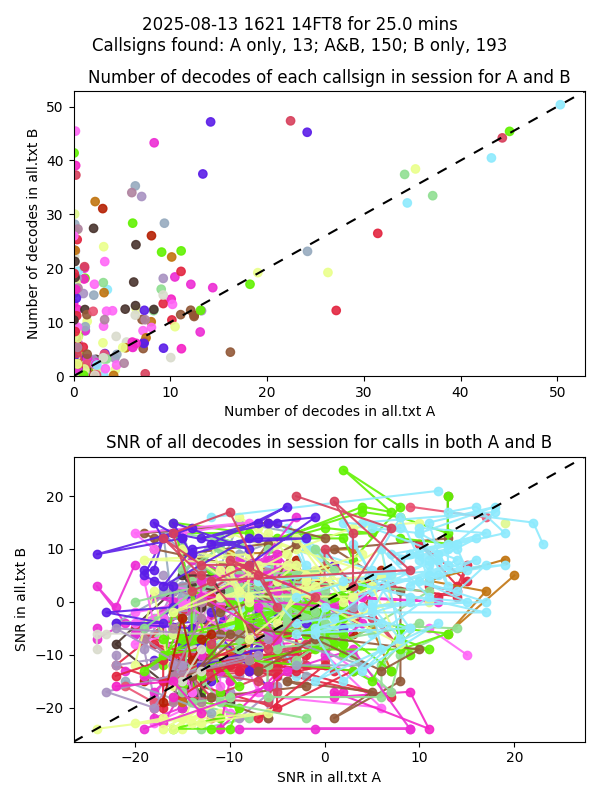 2025-08-13 1621 14FT8 for 25.0 mins
Callsigns found: A only, 13; A&B, 150; B only, 193
Number of decodes of each callsign in session for A and B
Number of decodes in all.txt B
50
40
30
20
10
0
0 10 20 30 40 50
Number of decodes in all.txt A
SNR of all decodes in session for calls in both A and B
SNR in all.txt B
20
10
0
−10
−20
−20 −10 0 10 20
SNR in all.txt A